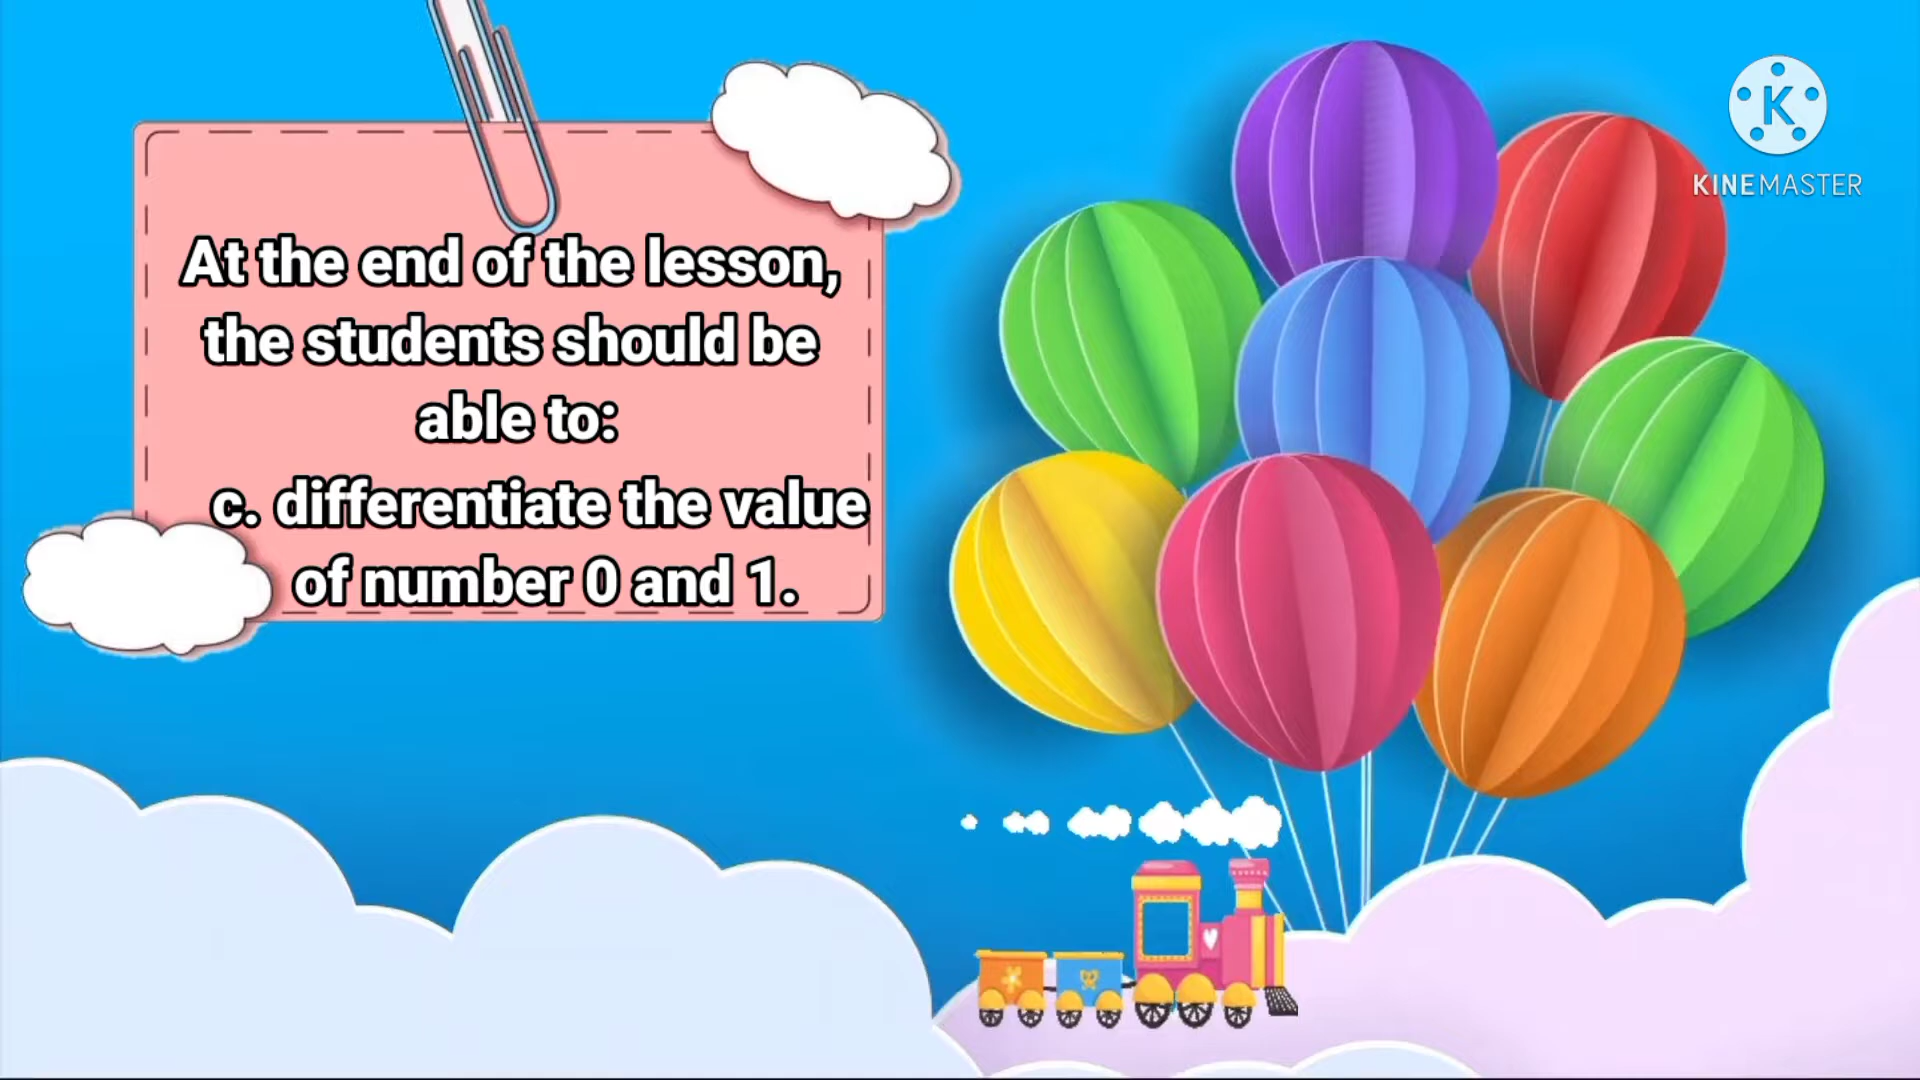 At the end of the lesson,
the students should be
able to:
c. differentiate the value
of number 0 and 1.
K
KINEMASTER